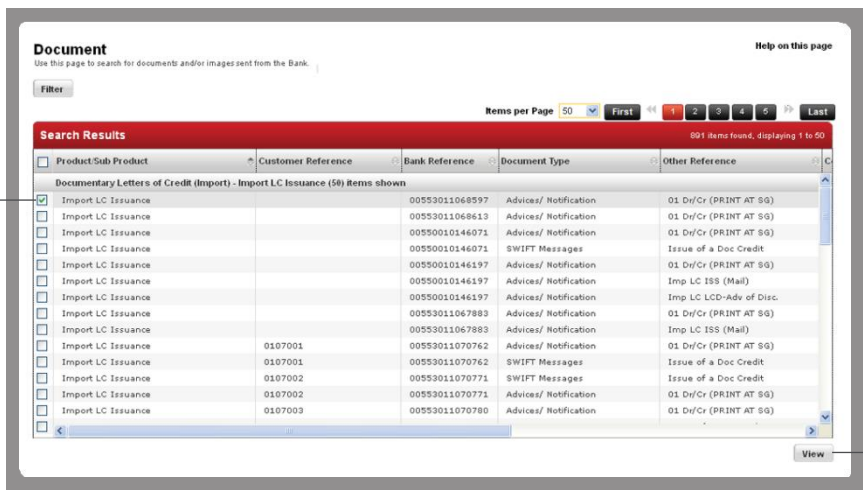 Document
Help on this page
Use this page to search for documents and/or images sent from the Bank.
Filter
Items per Page 50 First 1 2 3 4 5 Last
Search Results 891 items found, displaying 1 to 50
Product/Sub Product Customer Reference Bank Reference Document Type Other Reference
Documentary Letters of Credit (Import) - Import LC Issuance (50) items shown
Import LC Issuance 00553011068597 Advices/ Notification 01 Dr/Cr (PRINT AT SG)
Import LC Issuance 00553011068613 Advices/ Notification 01 Dr/Cr (PRINT AT SG)
Import LC Issuance 00550010146071 Advices/ Notification 01 Dr/Cr (PRINT AT SG)
Import LC Issuance 00550010146071 SWIFT Messages Issue of a Doc Credit
Import LC Issuance 00550010146197 Advices/ Notification 01 Dr/Cr (PRINT AT SG)
Import LC Issuance 00550010146197 Advices/ Notification Imp LC ISS (Mail)
Import LC Issuance 00550010146197 Advices/ Notification Imp LC LCD-Adv of Disc.
Import LC Issuance 00553011067883 Advices/ Notification 01 Dr/Cr (PRINT AT SG)
Import LC Issuance 00553011067883 Advices/ Notification Imp LC ISS (Mail)
Import LC Issuance 0107001 00553011070762 Advices/ Notification 01 Dr/Cr (PRINT AT SG)
Import LC Issuance 0107001 00553011070762 SWIFT Messages Issue of a Doc Credit
Import LC Issuance 0107002 00553011070771 SWIFT Messages Issue of a Doc Credit
Import LC Issuance 0107002 00553011070771 Advices/ Notification 01 Dr/Cr (PRINT AT SG)
Import LC Issuance 0107003 00553011070780 Advices/ Notification 01 Dr/Cr (PRINT AT SG)
View